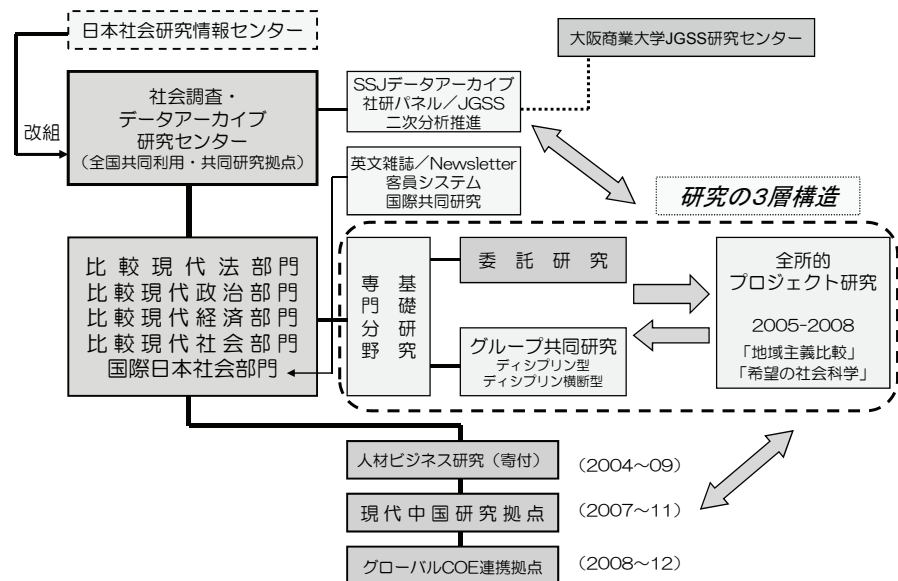 日本社会研究情報センター
大阪商業大学JGSS研究センター
改組
社会調査・
データアーカイブ
研究センター
（全国共同利用・共同研究拠点）
SSJデータアーカイブ
社研パネル／JGSS
二次分析推進
英文雑誌／Newsletter
客員システム
国際共同研究
研究の3層構造
比較現代法部門
比較現代政治部門
比較現代経済部門
比較現代社会部門
国際日本社会部門
専門分野
基礎研究
委託研究
グループ共同研究
ディシプリン型
ディシプリン横断型
全所的
プロジェクト研究
2005-2008
「地域主義比較」
「希望の社会科学」
人材ビジネス研究（寄付）
（2004～09）
現代中国研究拠点
（2007～11）
グローバルCOE連携拠点
（2008～12）